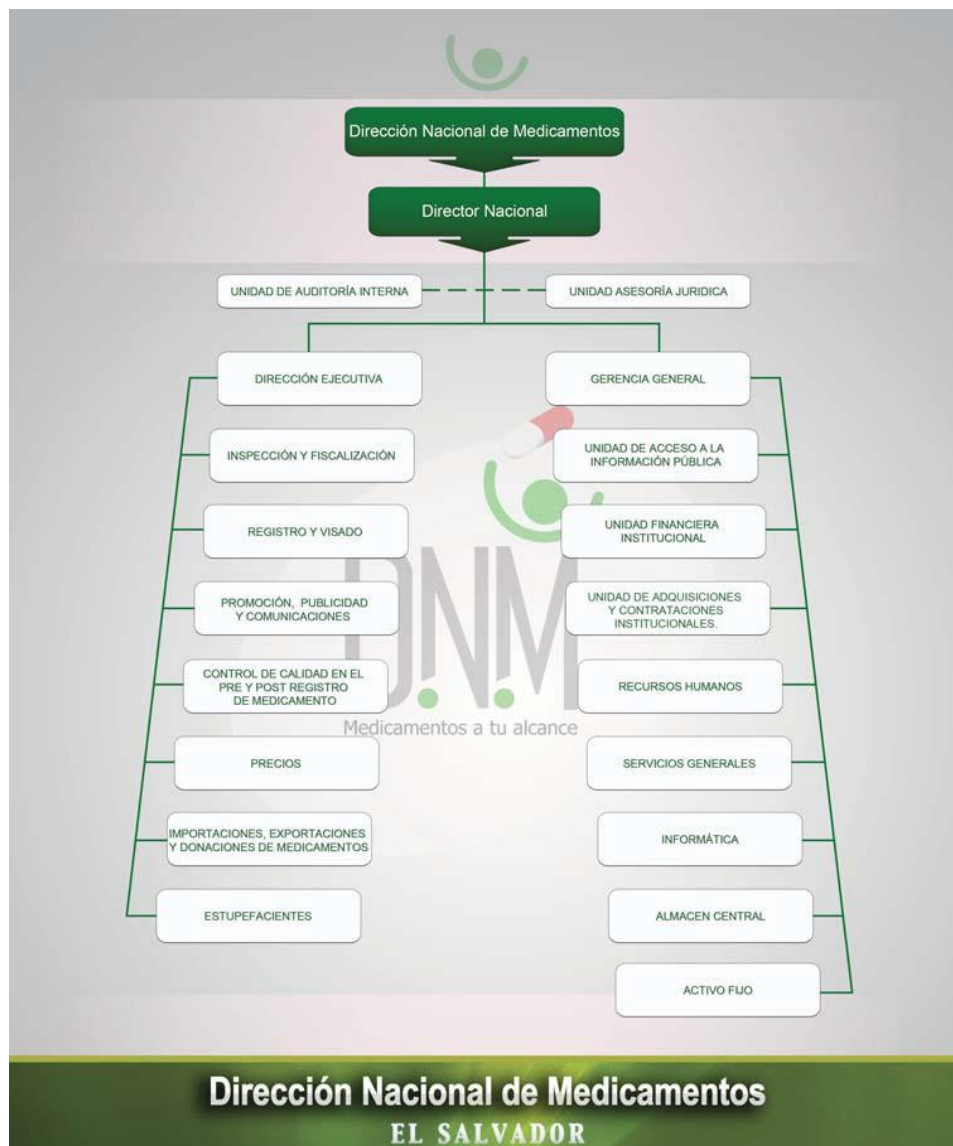 Dirección Nacional de Medicamentos
Director Nacional
UNIDAD DE AUDITORÍA INTERNA
UNIDAD ASESORÍA JURIDICA
DIRECCIÓN EJECUTIVA
GERENCIA GENERAL
INSPECCIÓN Y FISCALIZACIÓN
UNIDAD DE ACCESO A LA
INFORMACIÓN PÚBLICA
REGISTRO Y VISADO
UNIDAD FINANCIERA
INSTITUCIONAL
PROMOCIÓN, PUBLICIDAD
Y COMUNICACIONES
UNIDAD DE ADQUISICIONES
Y CONTRATACIONES
INSTITUCIONALES.
CONTROL DE CALIDAD EN EL
PRE Y POST REGISTRO
DE MEDICAMENTO
RECURSOS HUMANOS
DNM
Medicamentos a tu alcance
PRECIOS
SERVICIOS GENERALES
IMPORTACIONES, EXPORTACIONES
Y DONACIONES DE MEDICAMENTOS
INFORMÁTICA
ESTUPEFACIENTES
ALMACEN CENTRAL
ACTIVO FIJO
Dirección Nacional de Medicamentos
EL SALVADOR